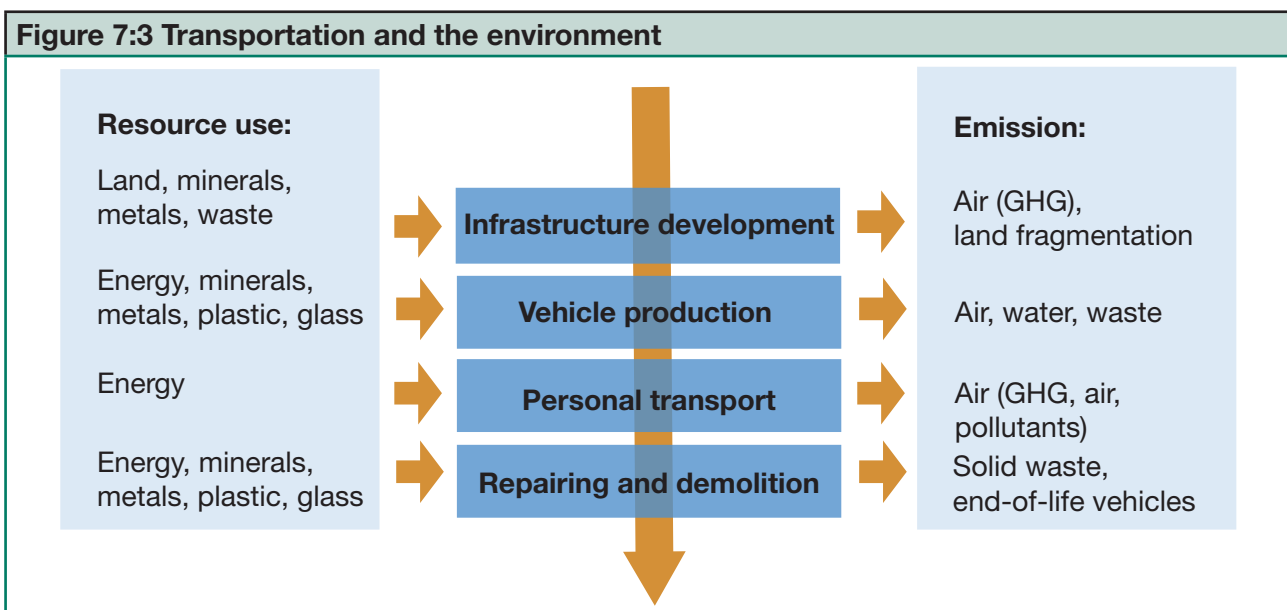 Figure 7:3 Transportation and the environment
Resource use:
Land, minerals,
metals, waste
Energy, minerals,
metals, plastic, glass
Energy
Energy, minerals,
metals, plastic, glass
Infrastructure development
Vehicle production
Personal transport
Repairing and demolition
Emission:
Air (GHG),
land fragmentation
Air, water, waste
Air (GHG, air,
pollutants)
Solid waste,
end-of-life vehicles